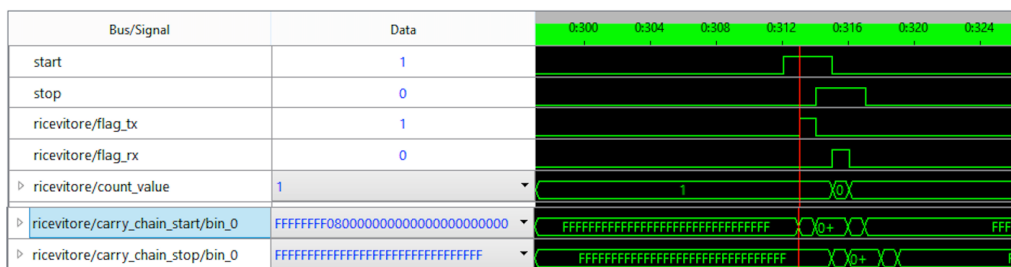 Bus/Signal Data 0:300 0:304 0:308 0:312 0:316 0:320 0:324
start 1
stop 0
ricevitore/flag_tx 1
ricevitore/flag_rx 0
ricevitore/count_value 1 1 0
ricevitore/carry_chain_start/bin_0 FFFFFFFF080000000000000000000000 FFFFFFFFFFFFFFFFFFFFFFFFFFFFFFFF 0+ FFF
ricevitore/carry_chain_stop/bin_0 FFFFFFFFFFFFFFFFFFFFFFFFFFFFFFFF FFFFFFFFFFFFFFFFFFFFFFFFFFFFFFFF 0+